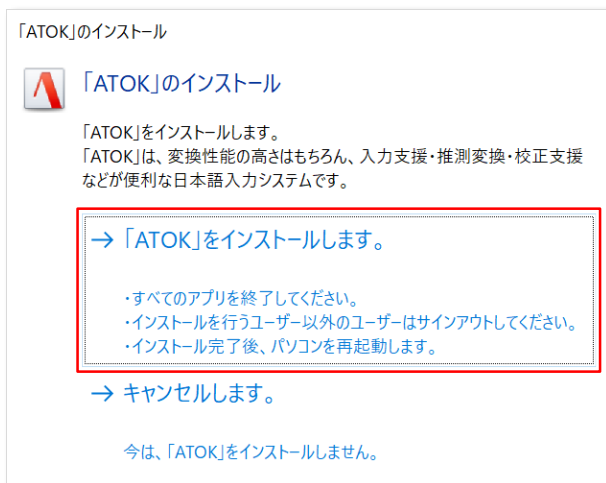 「ATOK」のインストール
「ATOK」のインストール
「ATOK」をインストールします。
「ATOK」は、変換性能の高さはもちろん、入力支援・推測変換・校正支援
などが便利な日本語入力システムです。
→ 「ATOK」をインストールします。
・すべてのアプリを終了してください。
・インストールを行うユーザー以外のユーザーはサインアウトしてください。
・インストール完了後、パソコンを再起動します。
→ キャンセルします。
今は、「ATOK」をインストールしません。